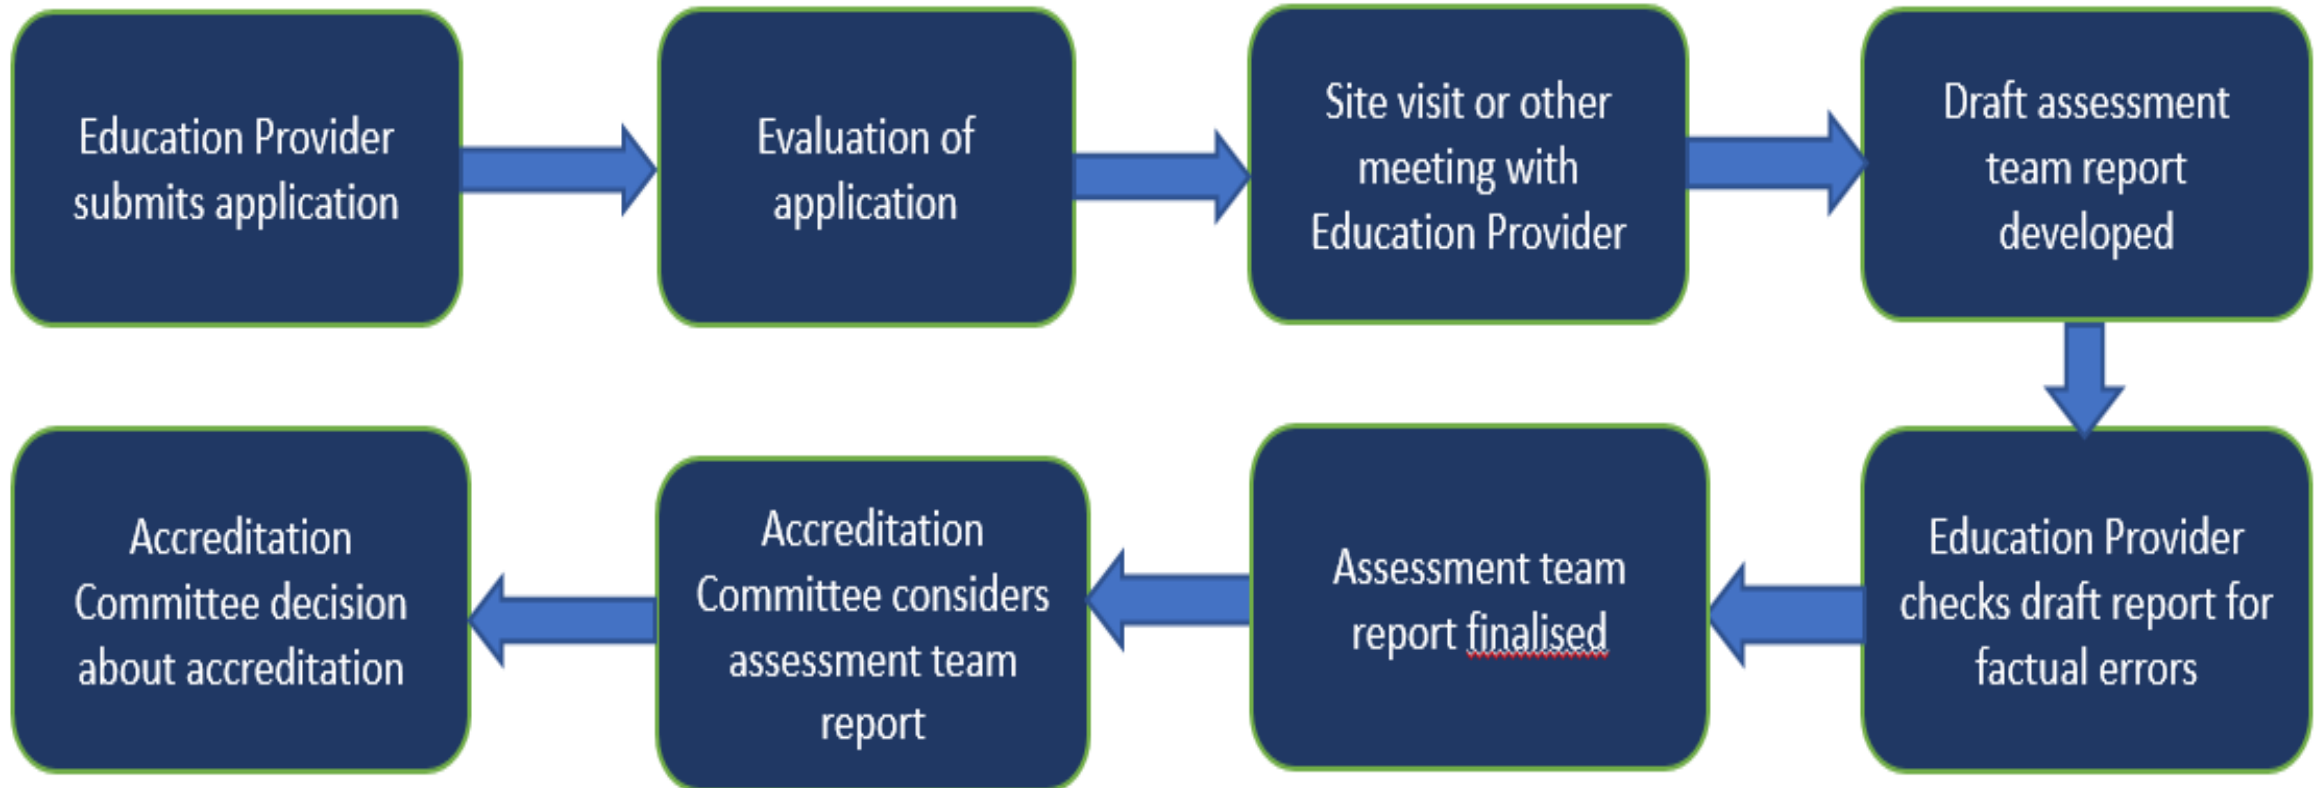 Education Provider
submits application
Evaluation of
application
Site visit or other
meeting with
Education Provider
Draft assessment
team report
developed
Education Provider
checks draft report for
factual errors
Assessment team
report finalised
Accreditation
Committee considers
assessment team
report
Accreditation
Committee decision
about accreditation